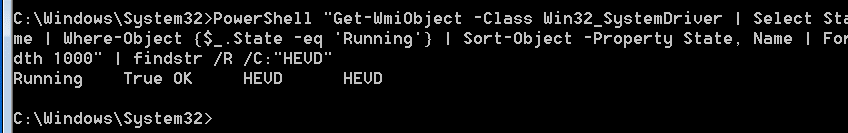 C:\Windows\System32>PowerShell "Get-WmiObject -Class Win32_SystemDriver | Select Sta
me | Where-Object {$_.State -eq 'Running'} | Sort-Object -Property State, Name | For
dth 1000" | findstr /R /C:"HEVD"
Running    True OK    HEVD    HEVD
C:\Windows\System32>